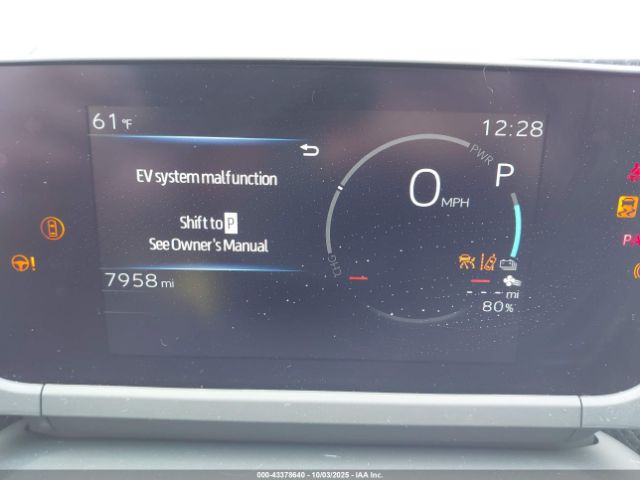 61°F
12:28
PWR
P
EV system malfunction
0 MPH
Shift to P
See Owner's Manual
CHG
7958 mi
--- mi
80%
000-43378640 - 10/03/2025 - IAA Inc.